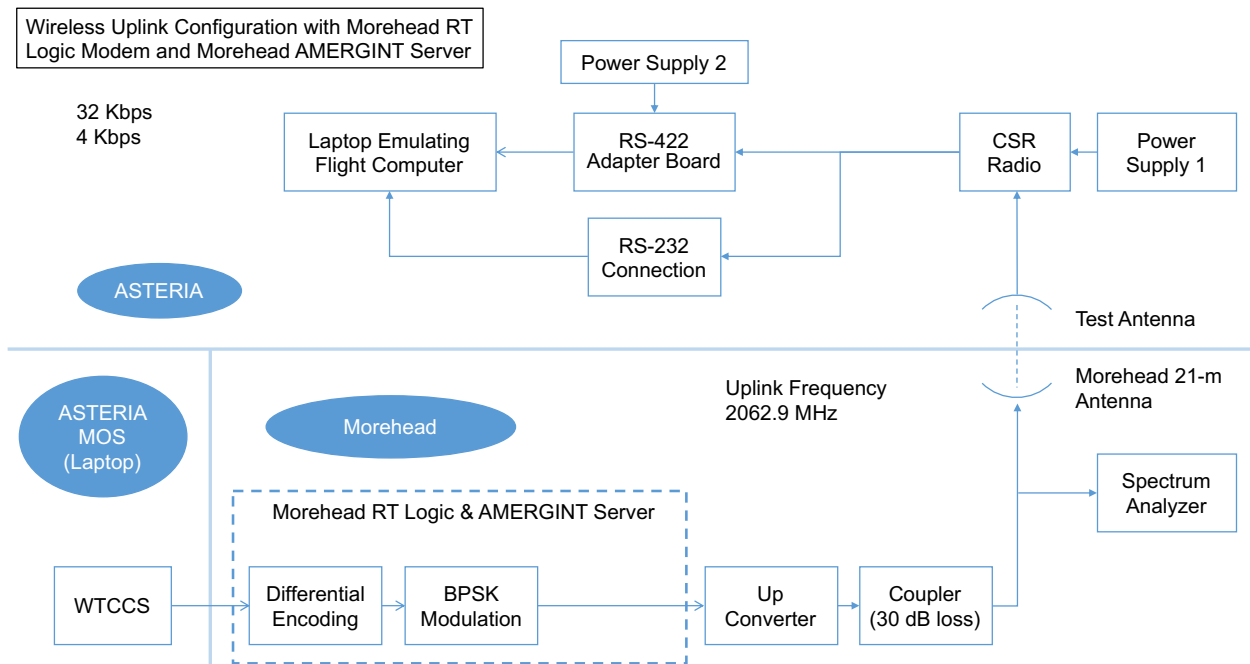 Wireless Uplink Configuration with Morehead RT
Logic Modem and Morehead AMERGINT Server
32 Kbps
4 Kbps
Power Supply 2
Laptop Emulating
Flight Computer
RS-422
Adapter Board
CSR
Radio
Power
Supply 1
RS-232
Connection
ASTERIA
Test Antenna
ASTERIA
MOS
(Laptop)
Morehead
Uplink Frequency
2062.9 MHz
Morehead 21-m
Antenna
Spectrum
Analyzer
Morehead RT Logic & AMERGINT Server
WTCCS
Differential
Encoding
BPSK
Modulation
Up
Converter
Coupler
(30 dB loss)